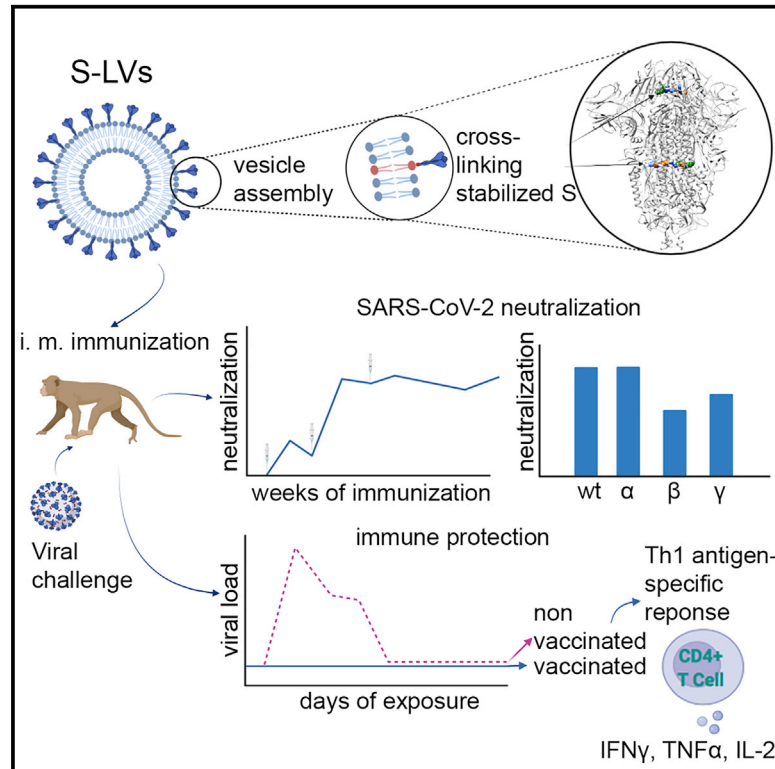 S-LVs
vesicle
assembly
cross-
linking
stabilized S
i. m. immunization
SARS-CoV-2 neutralization
neutralization
weeks of immunization
neutralization
wt α β γ
Viral
challenge
immune protection
viral load
days of exposure
non
vaccinated
vaccinated
Th1 antigen-
specific
reponse
CD4+
T Cell
IFNγ, TNFα, IL-2